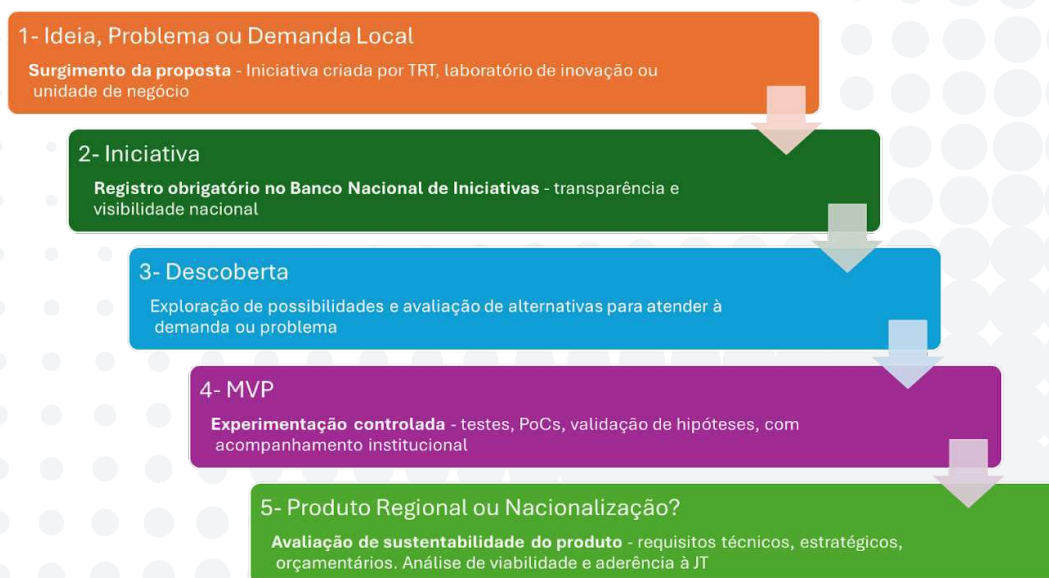 1- Ideia, Problema ou Demanda Local
Surgimento da proposta - Iniciativa criada por TRT, laboratório de inovação ou
unidade de negócio
2- Iniciativa
Registro obrigatório no Banco Nacional de Iniciativas - transparência e
visibilidade nacional
3- Descoberta
Exploração de possibilidades e avaliação de alternativas para atender à
demanda ou problema
4- MVP
Experimentação controlada - testes, PoCs, validação de hipóteses, com
acompanhamento institucional
5- Produto Regional ou Nacionalização?
Avaliação de sustentabilidade do produto - requisitos técnicos, estratégicos,
orçamentários. Análise de viabilidade e aderência à JT